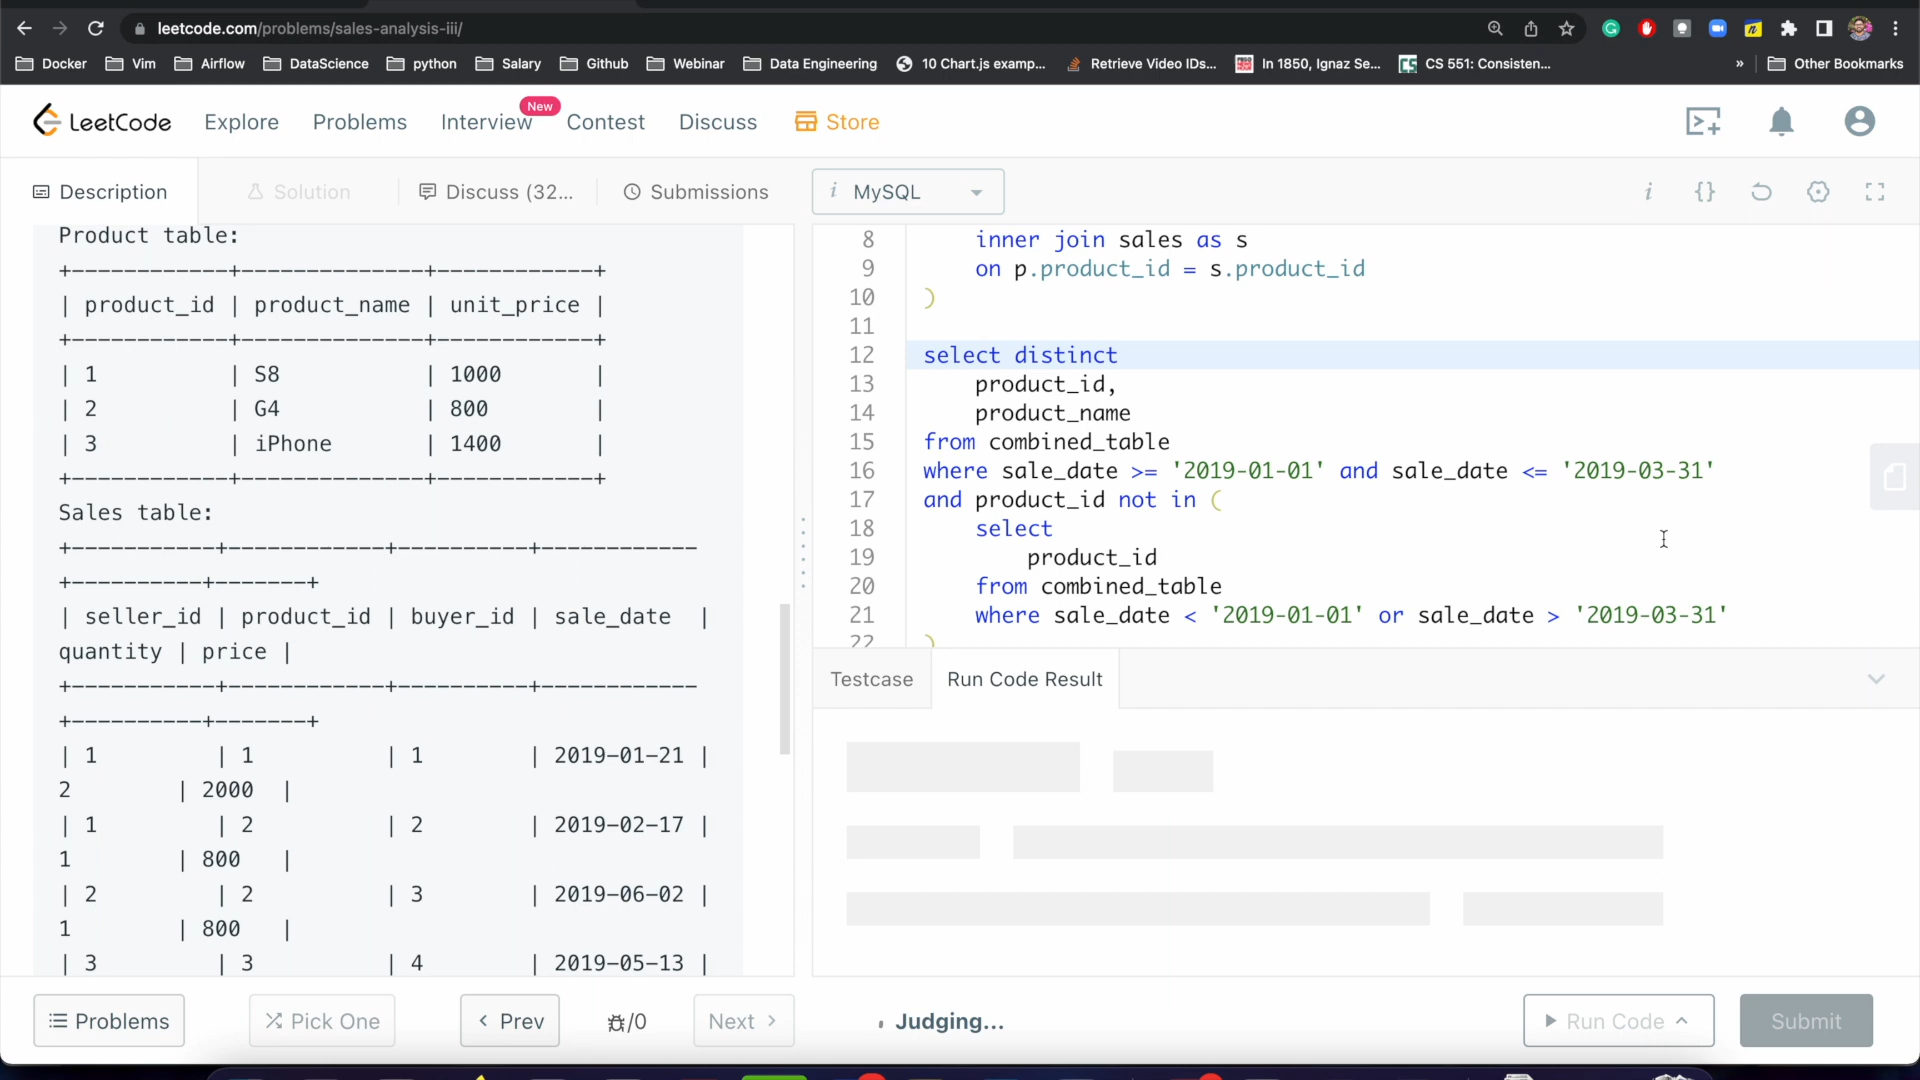 leetcode.com/problems/sales-analysis-iii/
Docker Vim Airflow DataScience python Salary Github Webinar Data Engineering 10 Chart.js examp... Retrieve Video IDs... In 1850, Ignaz Se... CS 551: Consisten... » Other Bookmarks
LeetCode Explore Problems Interview New Contest Discuss Store
Description Solution Discuss (32... Submissions i MySQL
Product table:
+------------+--------------+------------+
| product_id | product_name | unit_price |
+------------+--------------+------------+
| 1 | S8 | 1000 |
| 2 | G4 | 800 |
| 3 | iPhone | 1400 |
+------------+--------------+------------+
Sales table:
+-----------+------------+----------+------------
+----------+-------+
| seller_id | product_id | buyer_id | sale_date |
quantity | price |
+-----------+------------+----------+------------
+----------+-------+
| 1 | 1 | 1 | 2019-01-21 |
2 | 2000 |
| 1 | 2 | 2 | 2019-02-17 |
1 | 800 |
| 2 | 2 | 3 | 2019-06-02 |
1 | 800 |
| 3 | 3 | 4 | 2019-05-13 |
8 inner join sales as s
9 on p.product_id = s.product_id
10 )
11
12 select distinct
13 product_id,
14 product_name
15 from combined_table
16 where sale_date >= '2019-01-01' and sale_date <= '2019-03-31'
17 and product_id not in (
18 select
19 product_id
20 from combined_table
21 where sale_date < '2019-01-01' or sale_date > '2019-03-31'
22 )
Testcase Run Code Result
Problems Pick One Prev /0 Next Judging... Run Code Submit